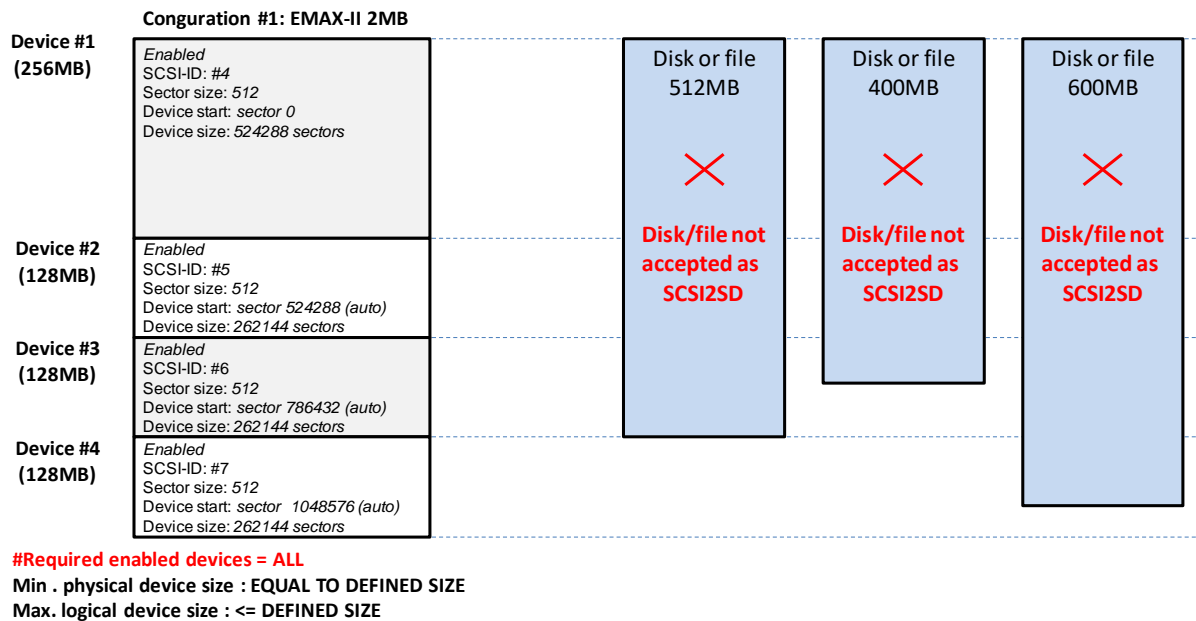 Conguration #1: EMAX-II 2MB
Device #1
(256MB)
Enabled
SCSI-ID: #4
Sector size: 512
Device start: sector 0
Device size: 524288 sectors
Device #2
(128MB)
Enabled
SCSI-ID: #5
Sector size: 512
Device start: sector 524288 (auto)
Device size: 262144 sectors
Device #3
(128MB)
Enabled
SCSI-ID: #6
Sector size: 512
Device start: sector 786432 (auto)
Device size: 262144 sectors
Device #4
(128MB)
Enabled
SCSI-ID: #7
Sector size: 512
Device start: sector 1048576 (auto)
Device size: 262144 sectors
Disk or file
512MB
Disk/file not
accepted as
SCSI2SD
Disk or file
400MB
Disk/file not
accepted as
SCSI2SD
Disk or file
600MB
Disk/file not
accepted as
SCSI2SD
#Required enabled devices = ALL
Min . physical device size : EQUAL TO DEFINED SIZE
Max. logical device size : <= DEFINED SIZE